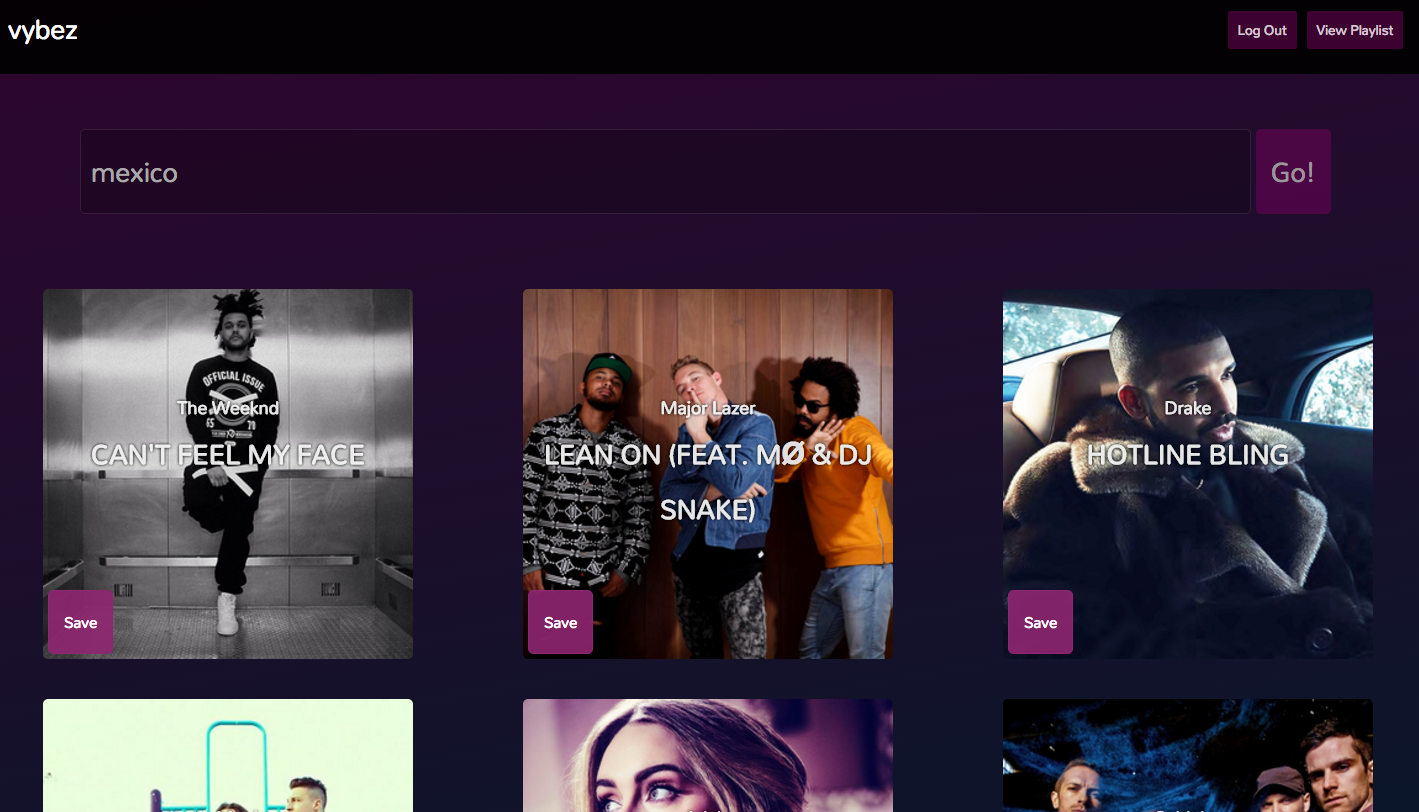 vybez
Log Out
View Playlist
mexico
Go!
OFFICIAL ISSUE
65 70
The Weeknd
CAN'T FEEL MY FACE
Save
Major Lazer
LEAN ON (FEAT. MØ & DJ
SNAKE)
Save
Drake
HOTLINE BLING
Save